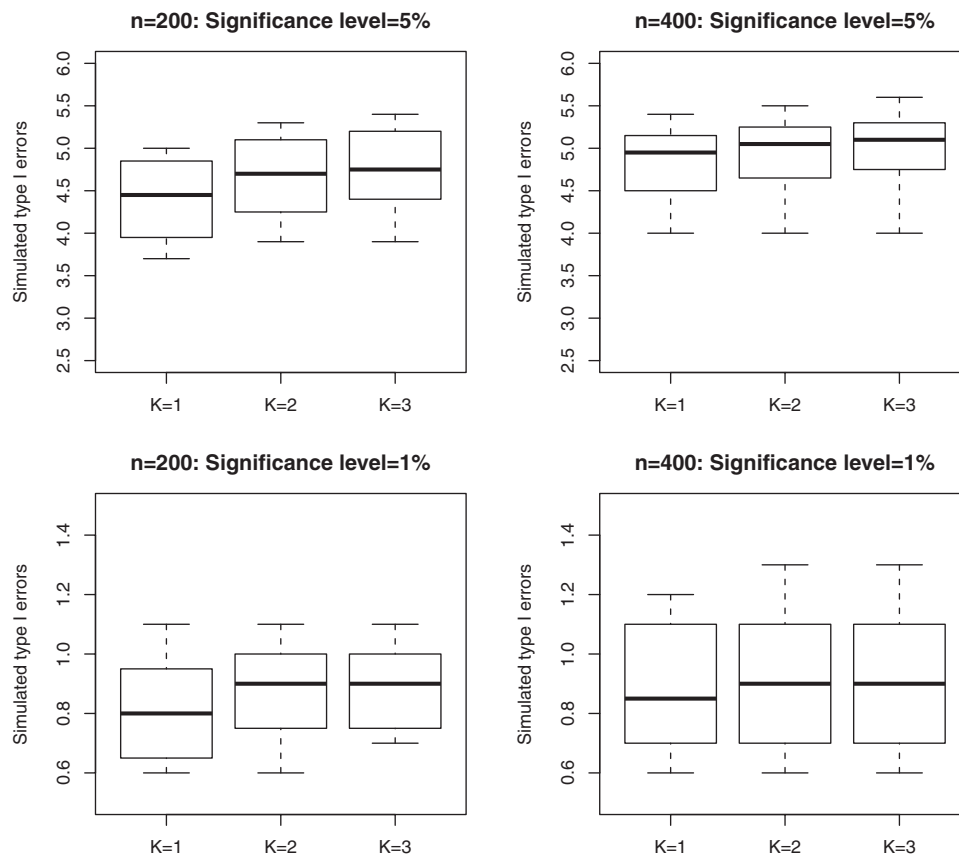 n=200: Significance level=5%
Simulated type I errors
6.0
5.5
5.0
4.5
4.0
3.5
3.0
2.5
K=1 K=2 K=3
n=400: Significance level=5%
Simulated type I errors
6.0
5.5
5.0
4.5
4.0
3.5
3.0
2.5
K=1 K=2 K=3
n=200: Significance level=1%
Simulated type I errors
1.4
1.2
1.0
0.8
0.6
K=1 K=2 K=3
n=400: Significance level=1%
Simulated type I errors
1.4
1.2
1.0
0.8
0.6
K=1 K=2 K=3